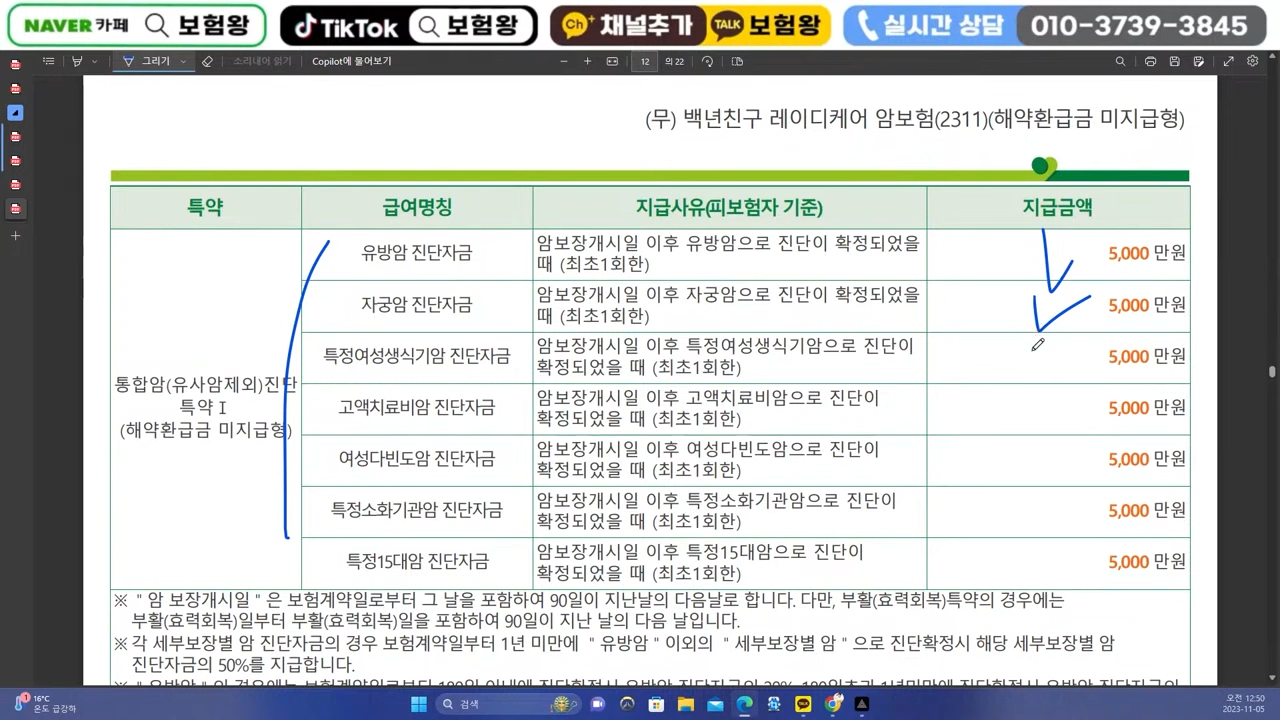 NAVER 카페 보험왕 TikTok 보험왕 Ch+ 채널추가 TALK 보험왕 실시간 상담 010-3739-3845
그리기 소리내어 읽기 Copilot에 물어보기 12 의 22
(무) 백년친구 레이디케어 암보험(2311)(해약환급금 미지급형)
특약 급여명칭 지급사유(피보험자 기준) 지급금액
통합암(유사암제외)진단
특약 I
(해약환급금 미지급형)
유방암 진단자금 암보장개시일 이후 유방암으로 진단이 확정되었을
때 (최초1회한) 5,000 만원
자궁암 진단자금 암보장개시일 이후 자궁암으로 진단이 확정되었을
때 (최초1회한) 5,000 만원
특정여성생식기암 진단자금 암보장개시일 이후 특정여성생식기암으로 진단이
확정되었을 때 (최초1회한) 5,000 만원
고액치료비암 진단자금 암보장개시일 이후 고액치료비암으로 진단이
확정되었을 때 (최초1회한) 5,000 만원
여성다빈도암 진단자금 암보장개시일 이후 여성다빈도암으로 진단이
확정되었을 때 (최초1회한) 5,000 만원
특정소화기관암 진단자금 암보장개시일 이후 특정소화기관암으로 진단이
확정되었을 때 (최초1회한) 5,000 만원
특정15대암 진단자금 암보장개시일 이후 특정15대암으로 진단이
확정되었을 때 (최초1회한) 5,000 만원
※ " 암 보장개시일 " 은 보험계약일로부터 그 날을 포함하여 90일이 지난날의 다음날로 합니다. 다만, 부활(효력회복)특약의 경우에는
부활(효력회복)일부터 부활(효력회복)일을 포함하여 90일이 지난 날의 다음 날입니다.
※ 각 세부보장별 암 진단자금의 경우 보험계약일부터 1년 미만에 " 유방암 " 이외의 " 세부보장별 암 " 으로 진단확정시 해당 세부보장별 암
진단자금의 50%를 지급합니다.
16°C
온도 급강하
검색
오전 12:50
2023-11-05